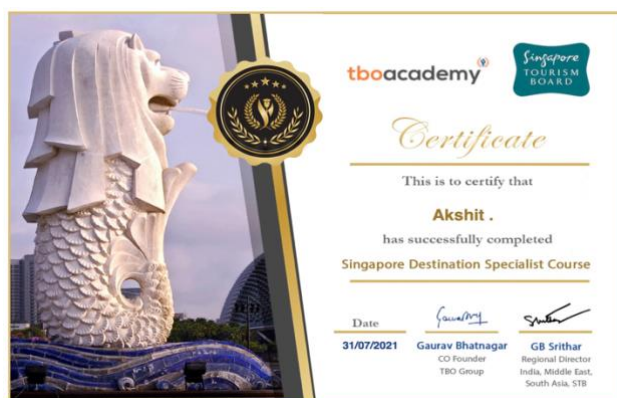 tboacademy
Singapore
TOURISM
BOARD
Certificate
This is to certify that
Akshit .
has successfully completed
Singapore Destination Specialist Course
Date
31/07/2021
Gaurav Bhatnagar
CO Founder
TBO Group
GB Srithar
Regional Director
India, Middle East,
South Asia, STB